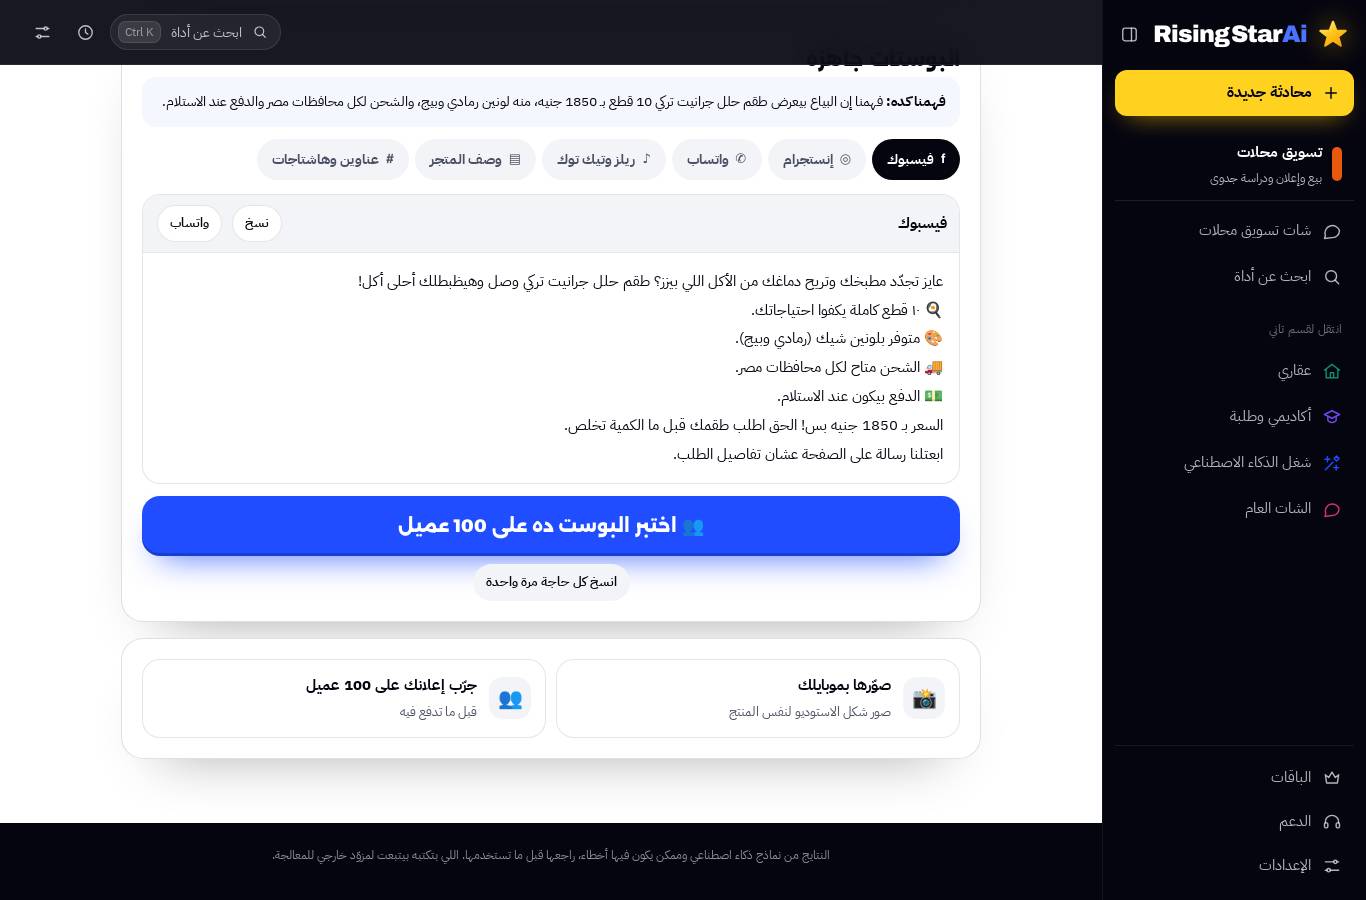 RisingStarAi
محادثة جديدة
تسويق محلات
بيع وإعلان ودراسة جدوى
شات تسويق محلات
ابحث عن أداة
انتقل لقسم تاني
عقاري
أكاديمي وطلبة
شغل الذكاء الاصطناعي
الشات العام
الباقات
الدعم
الإعدادات
ابحث عن أداة Ctrl K
البوستات جاهزة
فهمنا كده: فهمنا إن البياع بيعرض طقم حلل جرانيت تركي 10 قطع بـ 1850 جنيه، منه لونين رمادي وبيج، والشحن لكل محافظات مصر والدفع عند الاستلام.
f فيسبوك
◎ إنستجرام
✆ واتساب
♪ ريلز وتيك توك
▤ وصف المتجر
# عناوين وهاشتاجات
فيسبوك
نسخ
واتساب
عايز تجدّد مطبخك وتريح دماغك من الأكل اللي بيزز؟ طقم حلل جرانيت تركي وصل وهيظبطلك أحلى أكل!
🍳 ١٠ قطع كاملة يكفوا احتياجاتك.
🎨 متوفر بلونين شيك (رمادي وبيج).
🚚 الشحن متاح لكل محافظات مصر.
💵 الدفع بيكون عند الاستلام.
السعر بـ 1850 جنيه بس! الحق اطلب طقمك قبل ما الكمية تخلص.
ابعتلنا رسالة على الصفحة عشان تفاصيل الطلب.
👥 اختبر البوست ده على 100 عميل
انسخ كل حاجة مرة واحدة
صوّرها بموبايلك
صور شكل الاستوديو لنفس المنتج
جرّب إعلانك على 100 عميل
قبل ما تدفع فيه
النتايج من نماذج ذكاء اصطناعي وممكن يكون فيها أخطاء، راجعها قبل ما تستخدمها. اللي بتكتبه بيتبعت لمزوّد خارجي للمعالجة.